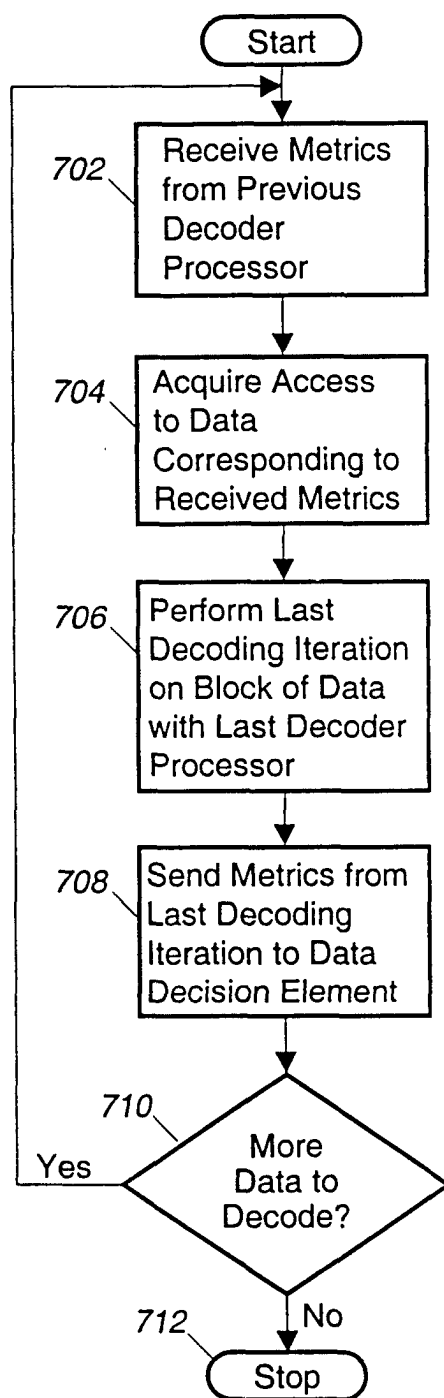 Start
702
Receive Metrics
from Previous
Decoder
Processor
704
Acquire Access
to Data
Corresponding to
Received Metrics
706
Perform Last
Decoding Iteration
on Block of Data
with Last Decoder
Processor
708
Send Metrics from
Last Decoding
Iteration to Data
Decision Element
710
More
Data to
Decode?
Yes
No
712
Stop